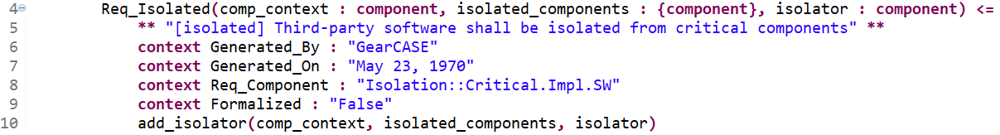 4 Req_Isolated(comp_context : component, isolated_components : {component}, isolator : component) <=
5 ** "[isolated] Third-party software shall be isolated from critical components" **
6 context Generated_By : "GearCASE"
7 context Generated_On : "May 23, 1970"
8 context Req_Component : "Isolation::Critical.Impl.SW"
9 context Formalized : "False"
10 add_isolator(comp_context, isolated_components, isolator)